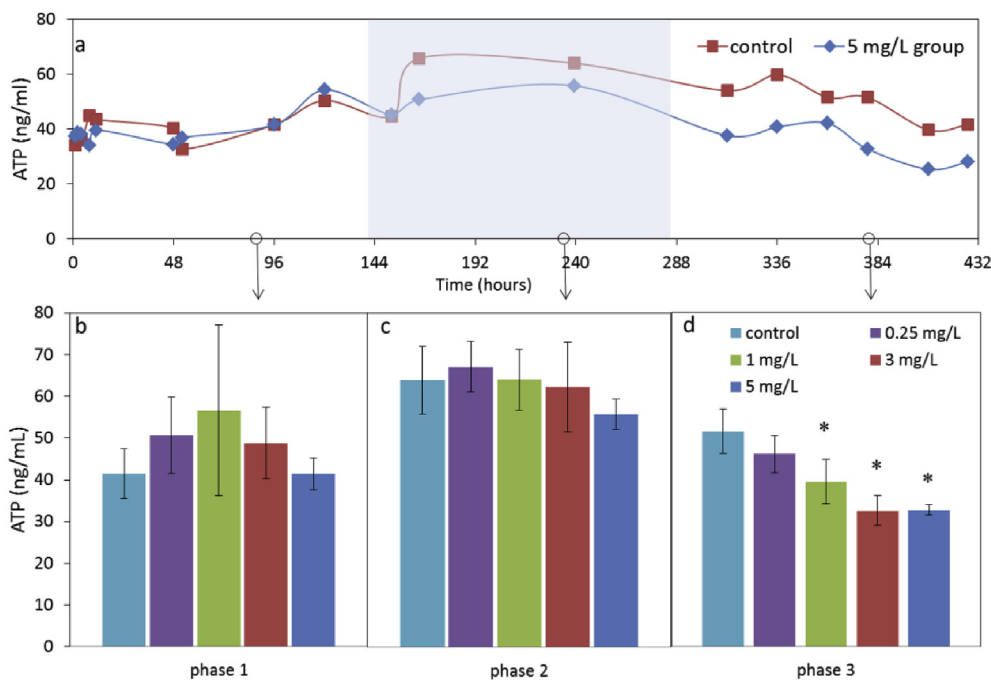 80
a
control
5 mg/L group
60
40
20
0
ATP (ng/ml)
0 48 96 144 192 240 288 336 384 432
Time (hours)
80
b
c
d
control
0.25 mg/L
70
1 mg/L
3 mg/L
60
5 mg/L
50
*
40
*
*
30
20
10
0
ATP (ng/mL)
phase 1
phase 2
phase 3